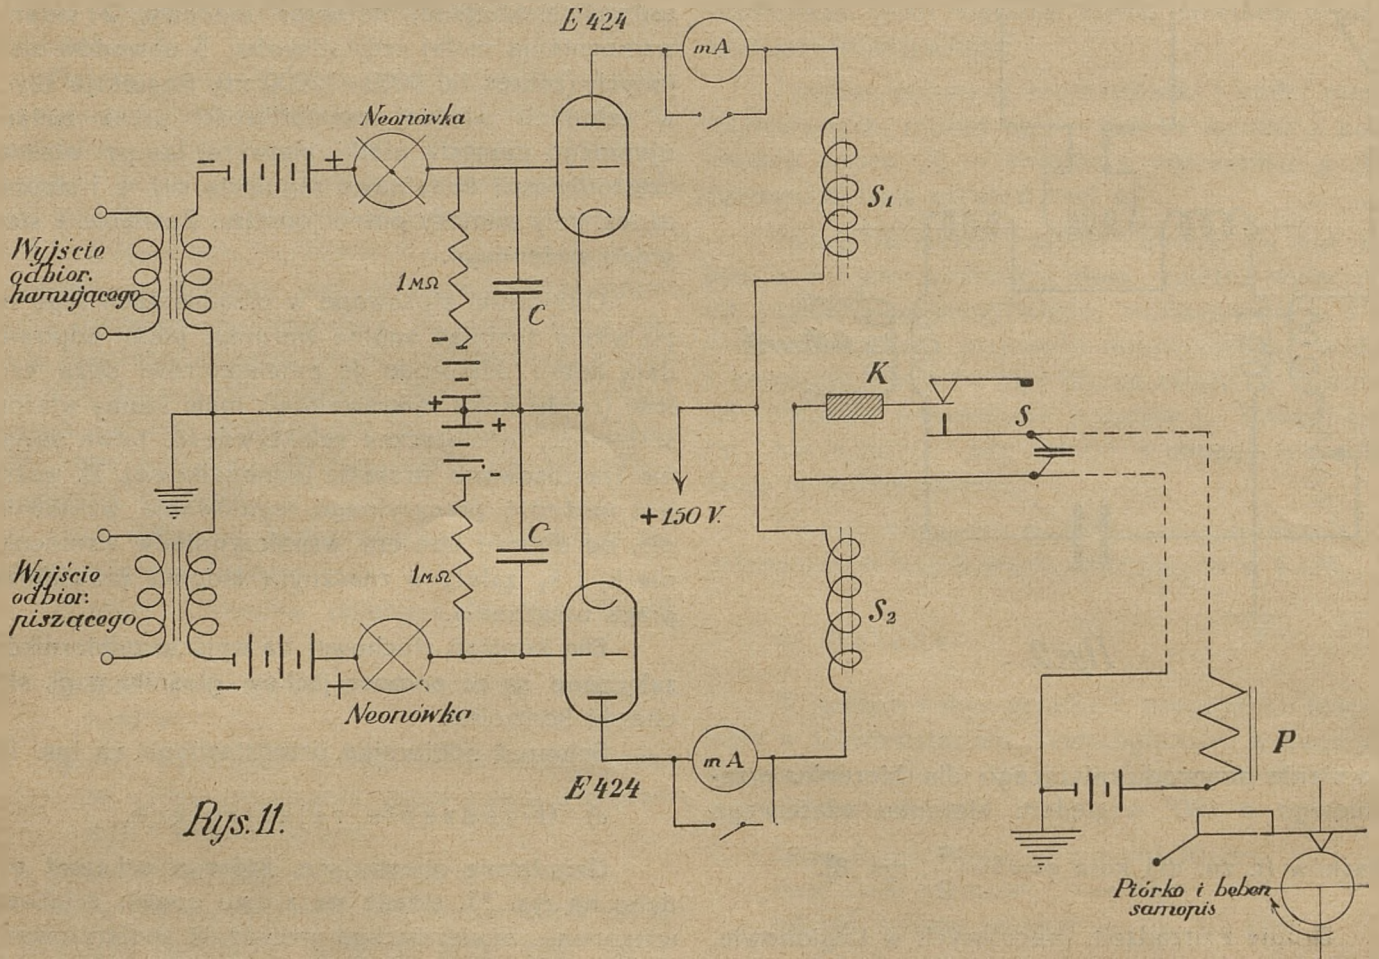 E 424
mA
Neonówka
-
+
S₁
Wyjście
odbior.
hamującego
1MΩ
C
-
+
K
S
+
-
+150 V.
C
1MΩ
Wyjście
odbior.
piszącego
S₂
-
+
Neonówka
mA
P
E 424
Rys. 11.
Piórko i bęben
samopis